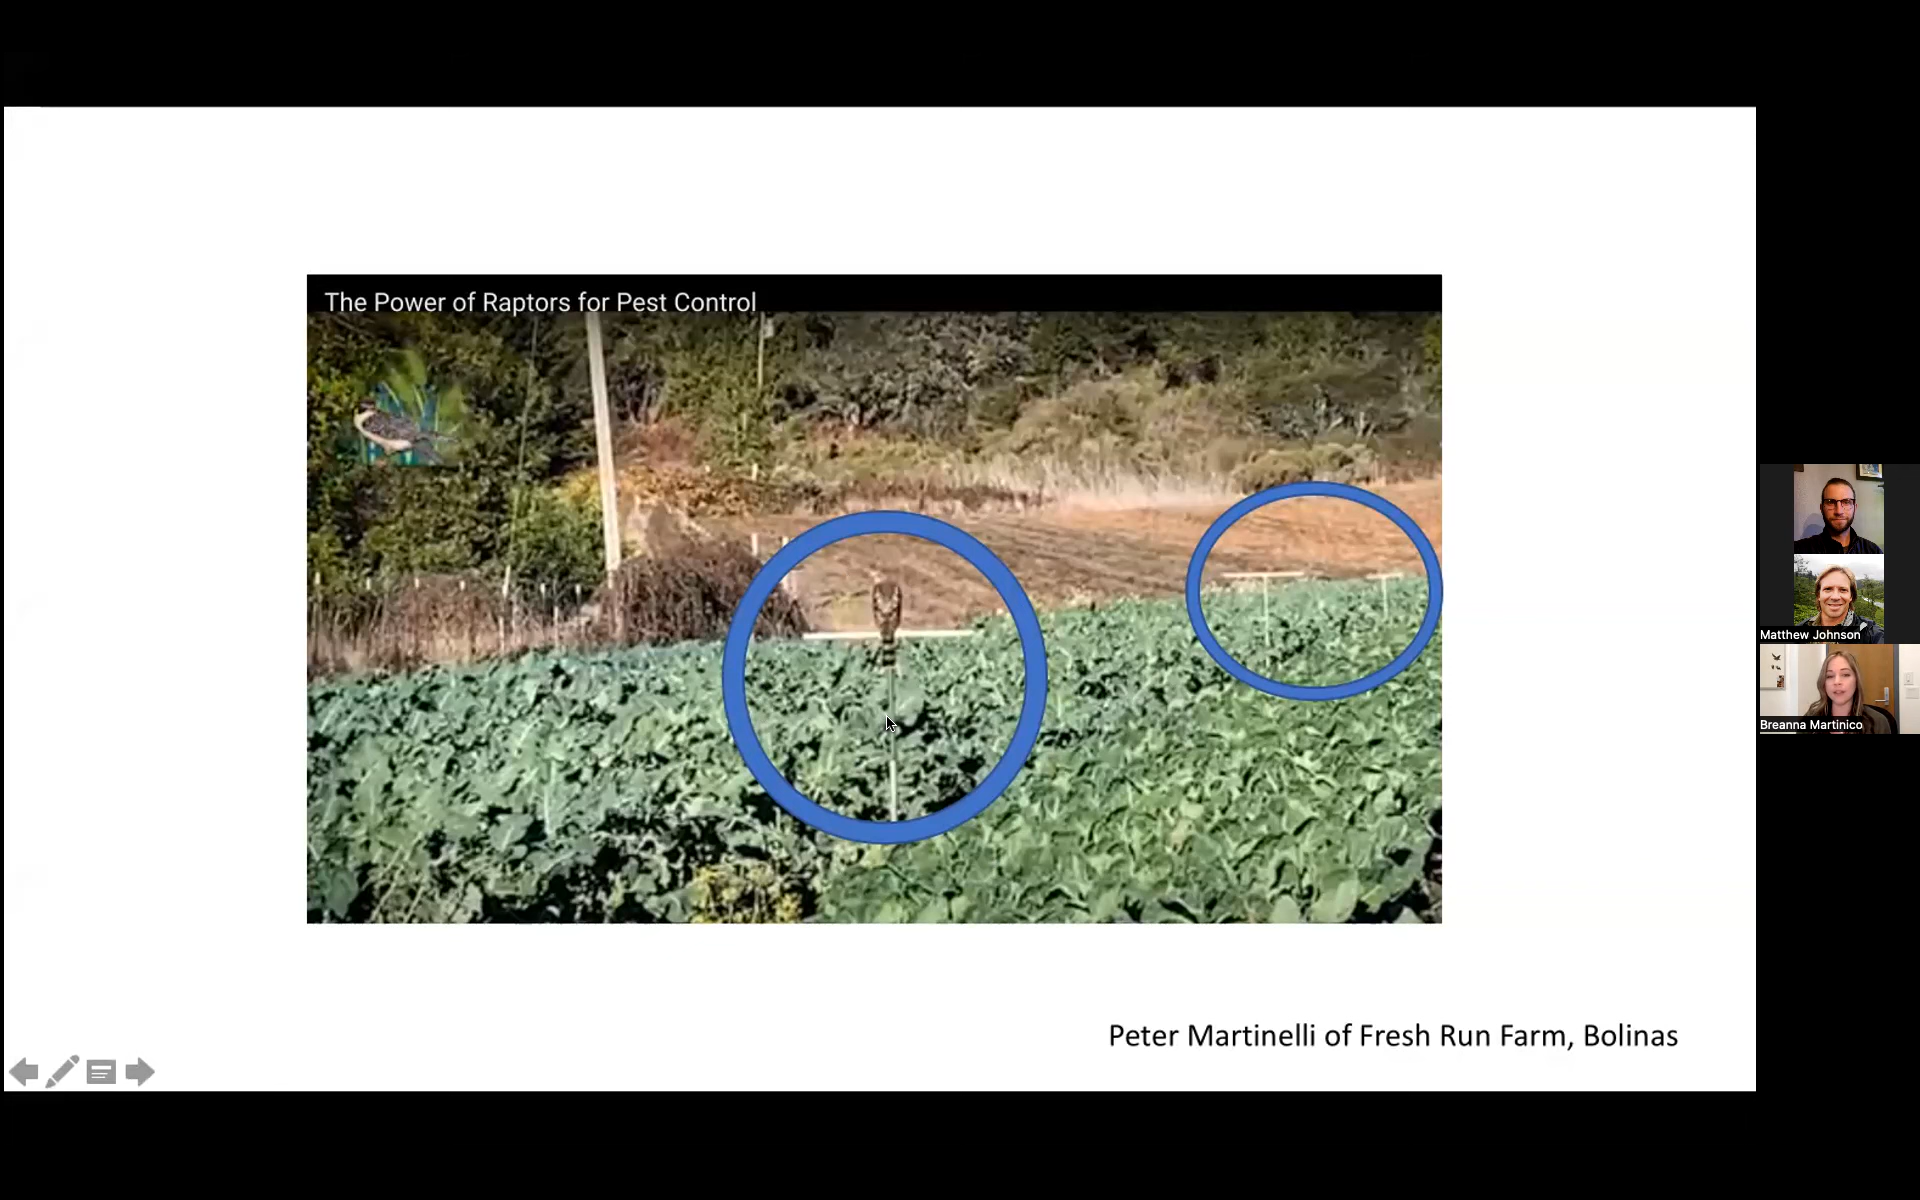 The Power of Raptors for Pest Control
Matthew Johnson
Breanna Martinico
Peter Martinelli of Fresh Run Farm, Bolinas